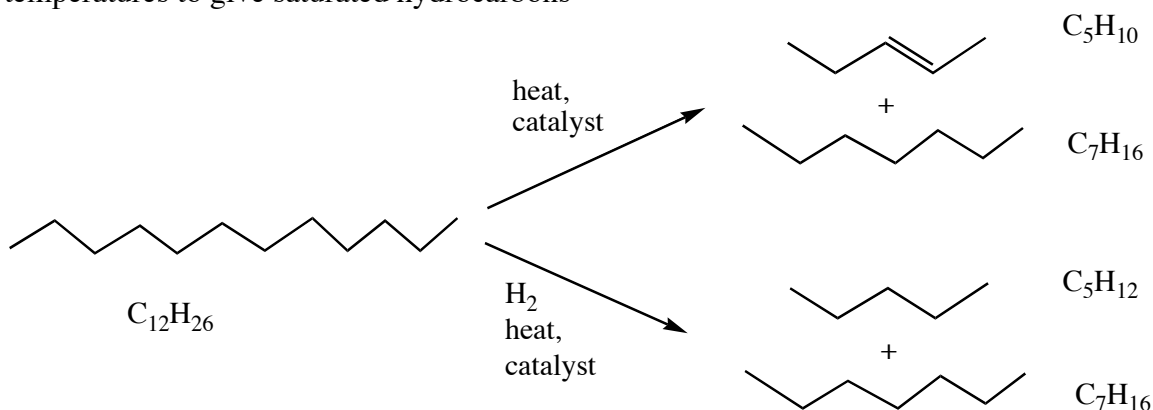 temperatures to give saturated hydrocarbons
C5H10
heat,
catalyst
+
C7H16
C12H26
H2
heat,
catalyst
C5H12
+
C7H16